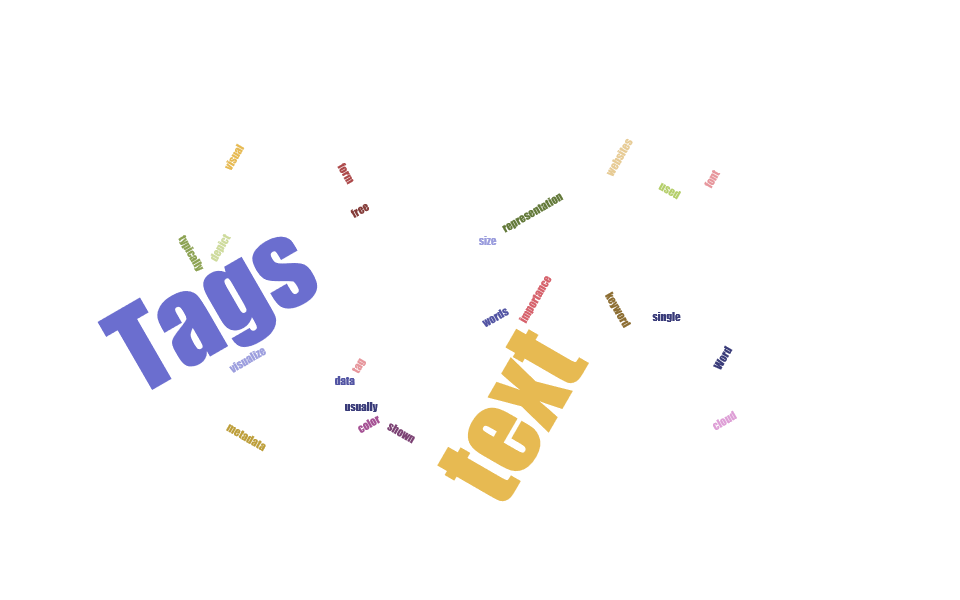 visual
websites
form
used
font
free
representation
size
typically
depict
Tags
importance
words
keyword
single
visualize
Word
text
tag
data
usually
color
shown
cloud
metadata